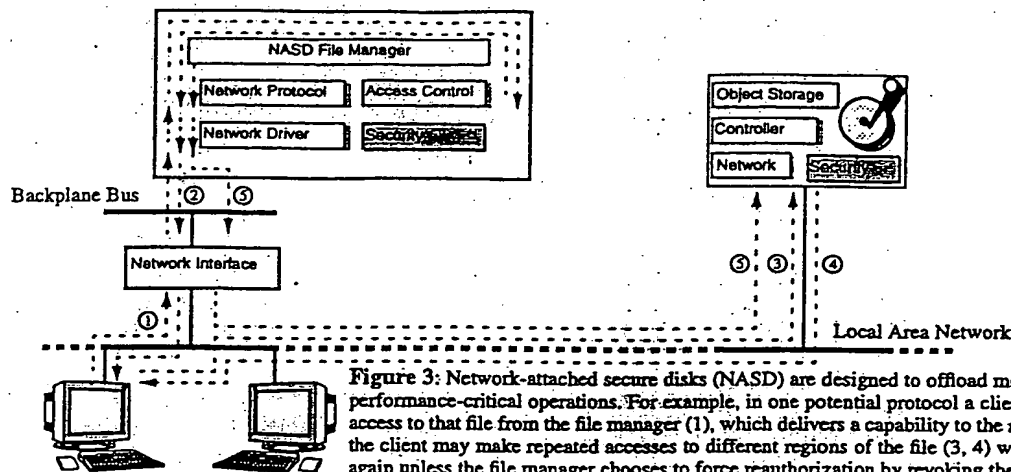 NASD File Manager
Network Protocol
Access Control
Network Driver
Security
Object Storage
Controller
Network
Security
Backplane Bus
②
⑤
Network Interface
①
⑤
③
④
Local Area Network
Figure 3: Network-attached secure disks (NASD) are designed to offload m
performance-critical operations. For example, in one potential protocol a clie
access to that file from the file manager (1), which delivers a capability to the a
the client may make repeated accesses to different regions of the file (3, 4) w
again unless the file manager chooses to force reauthorization by revoking the